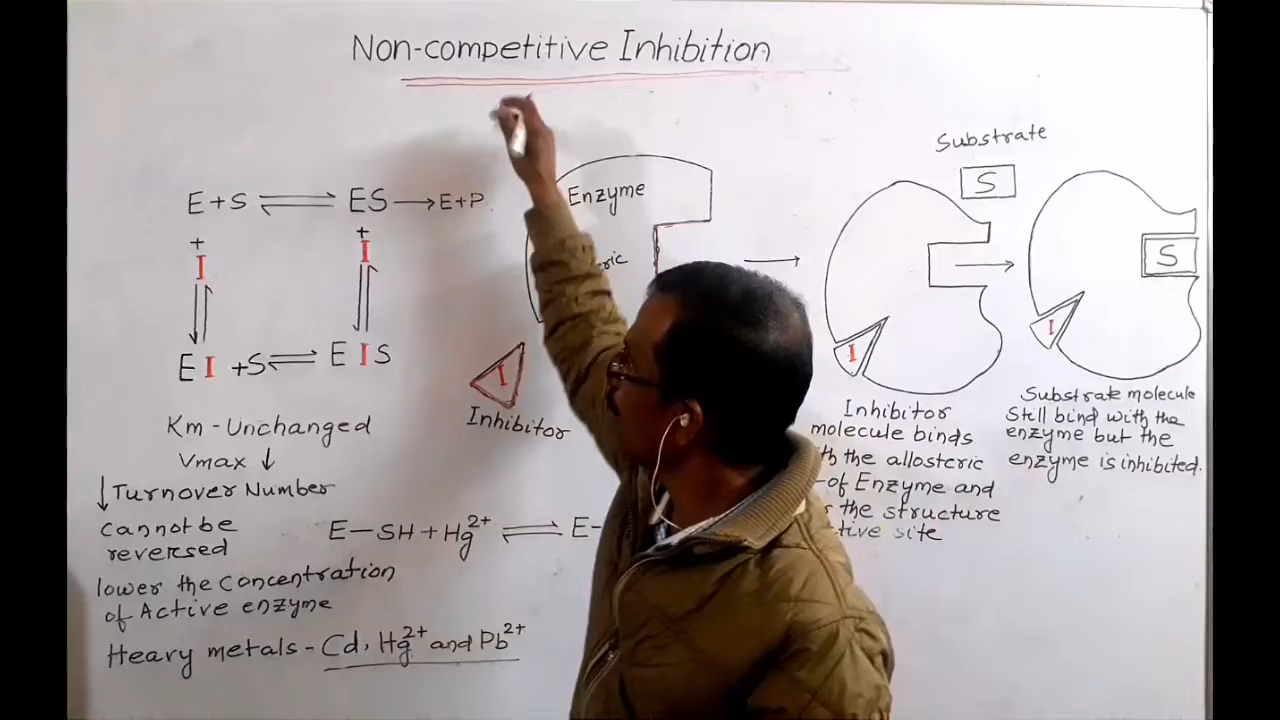 Non-competitive Inhibition
E + S ⇌ ES → E+P
+ +
I I
EI +S ⇌ EIS
Km - Unchanged
Vmax ↓
↓ Turnover Number
cannot be
reversed
lower the concentration
of Active enzyme
Heavy metals - Cd, Hg2+ and Pb2+
E-SH + Hg2+ ⇌ E-
Enzyme
I
Inhibitor
Substrate
S
I
Inhibitor
molecule binds
the allosteric
of Enzyme and
the structure
site
S
I
Substrate molecule
Still bind with the
enzyme but the
enzyme is inhibited.